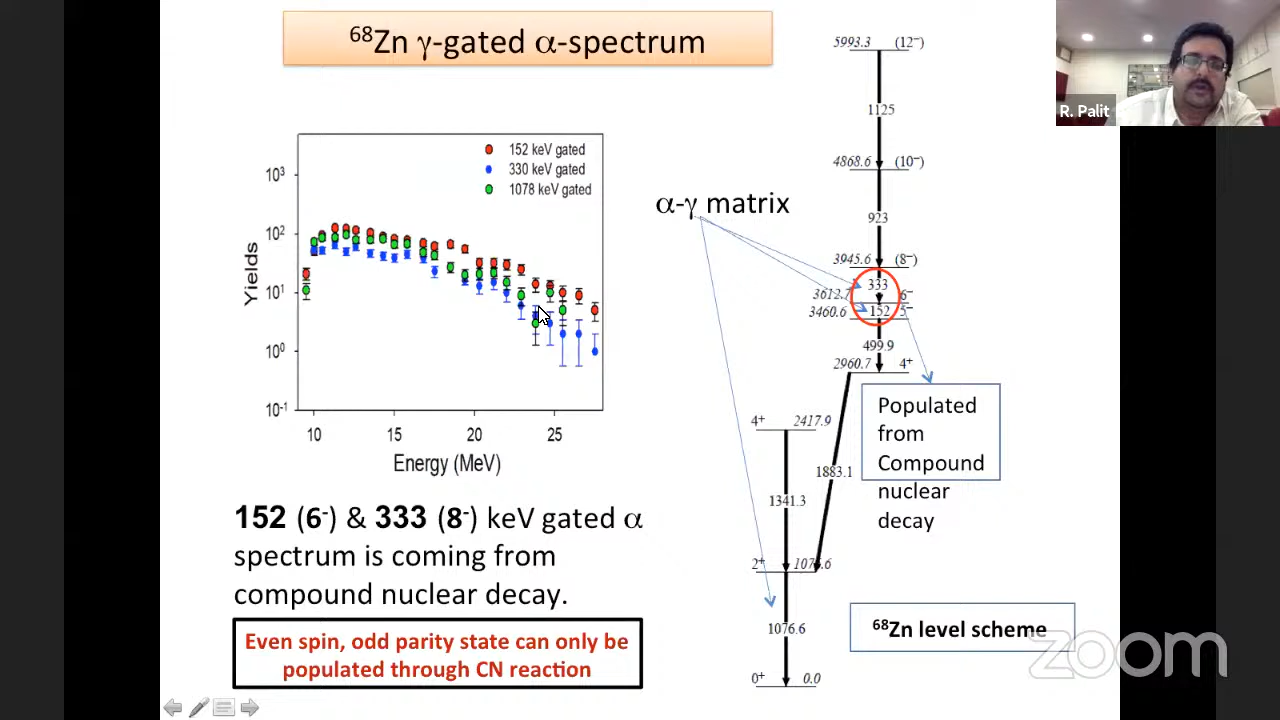 ⁶⁸Zn γ-gated α-spectrum
R. Palit
152 keV gated
330 keV gated
1078 keV gated
10³
10²
10¹
10⁰
10⁻¹
Yields
10
15
20
25
Energy (MeV)
α-γ matrix
5993.3 (12⁻)
1125
4868.6 (10⁻)
923
3945.6 (8⁻)
333
3612.7 6⁻
152
3460.6 5⁻
499.9
2960.7 4⁺
4⁺ 2417.9
1883.1
1341.3
2⁺ 1076.6
1076.6
0⁺ 0.0
Populated
from
Compound
nuclear
decay
152 (6⁻) & 333 (8⁻) keV gated α
spectrum is coming from
compound nuclear decay.
Even spin, odd parity state can only be
populated through CN reaction
⁶⁸Zn level scheme
zoom